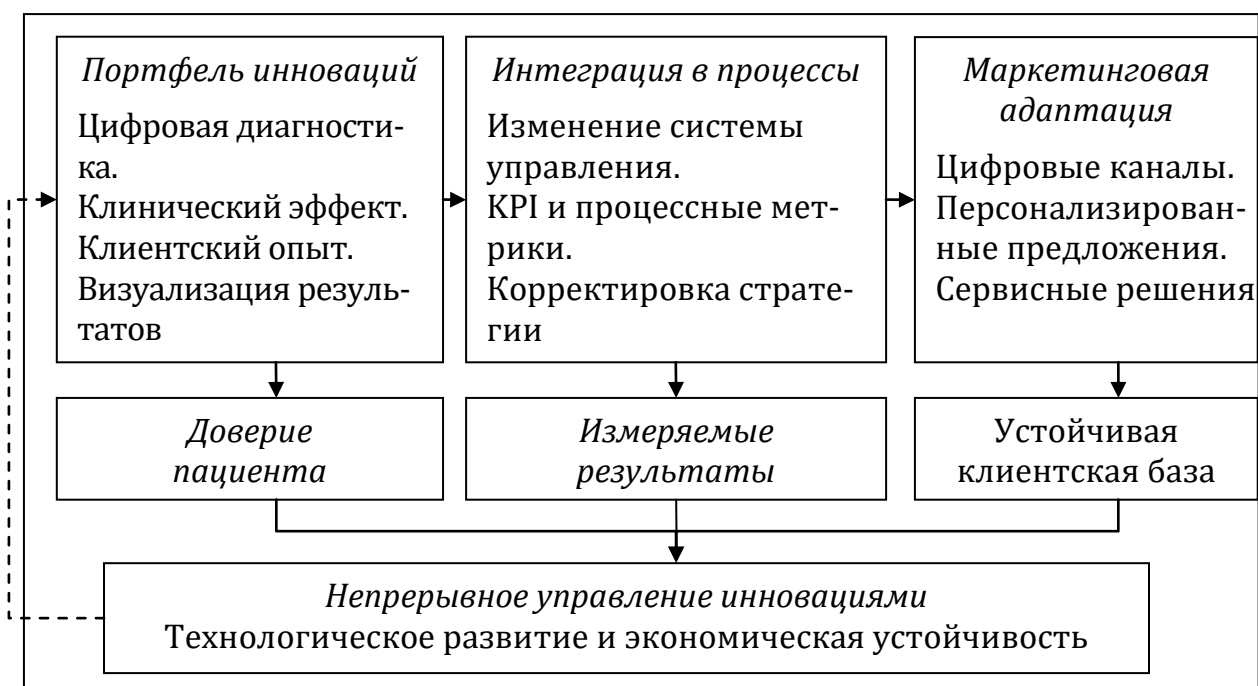 Портфель инноваций
Цифровая диагности-
ка.
Клинический эффект.
Клиентский опыт.
Визуализация резуль-
татов
Интеграция в процессы
Изменение системы
управления.
KPI и процессные мет-
рики.
Корректировка страте-
гии
Маркетинговая
адаптация
Цифровые каналы.
Персонализирован-
ные предложения.
Сервисные решения
Доверие
пациента
Измеряемые
результаты
Устойчивая
клиентская база
Непрерывное управление инновациями
Технологическое развитие и экономическая устойчивость